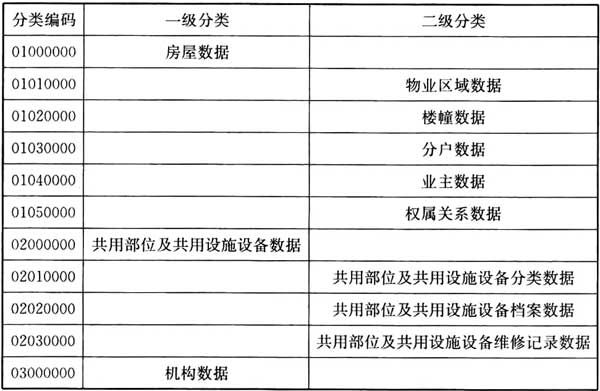 分类编码 一级分类 二级分类
01000000 房屋数据
01010000 物业区域数据
01020000 楼幢数据
01030000 分户数据
01040000 业主数据
01050000 权属关系数据
02000000 共用部位及共用设施设备数据
02010000 共用部位及共用设施设备分类数据
02020000 共用部位及共用设施设备档案数据
02030000 共用部位及共用设施设备维修记录数据
03000000 机构数据